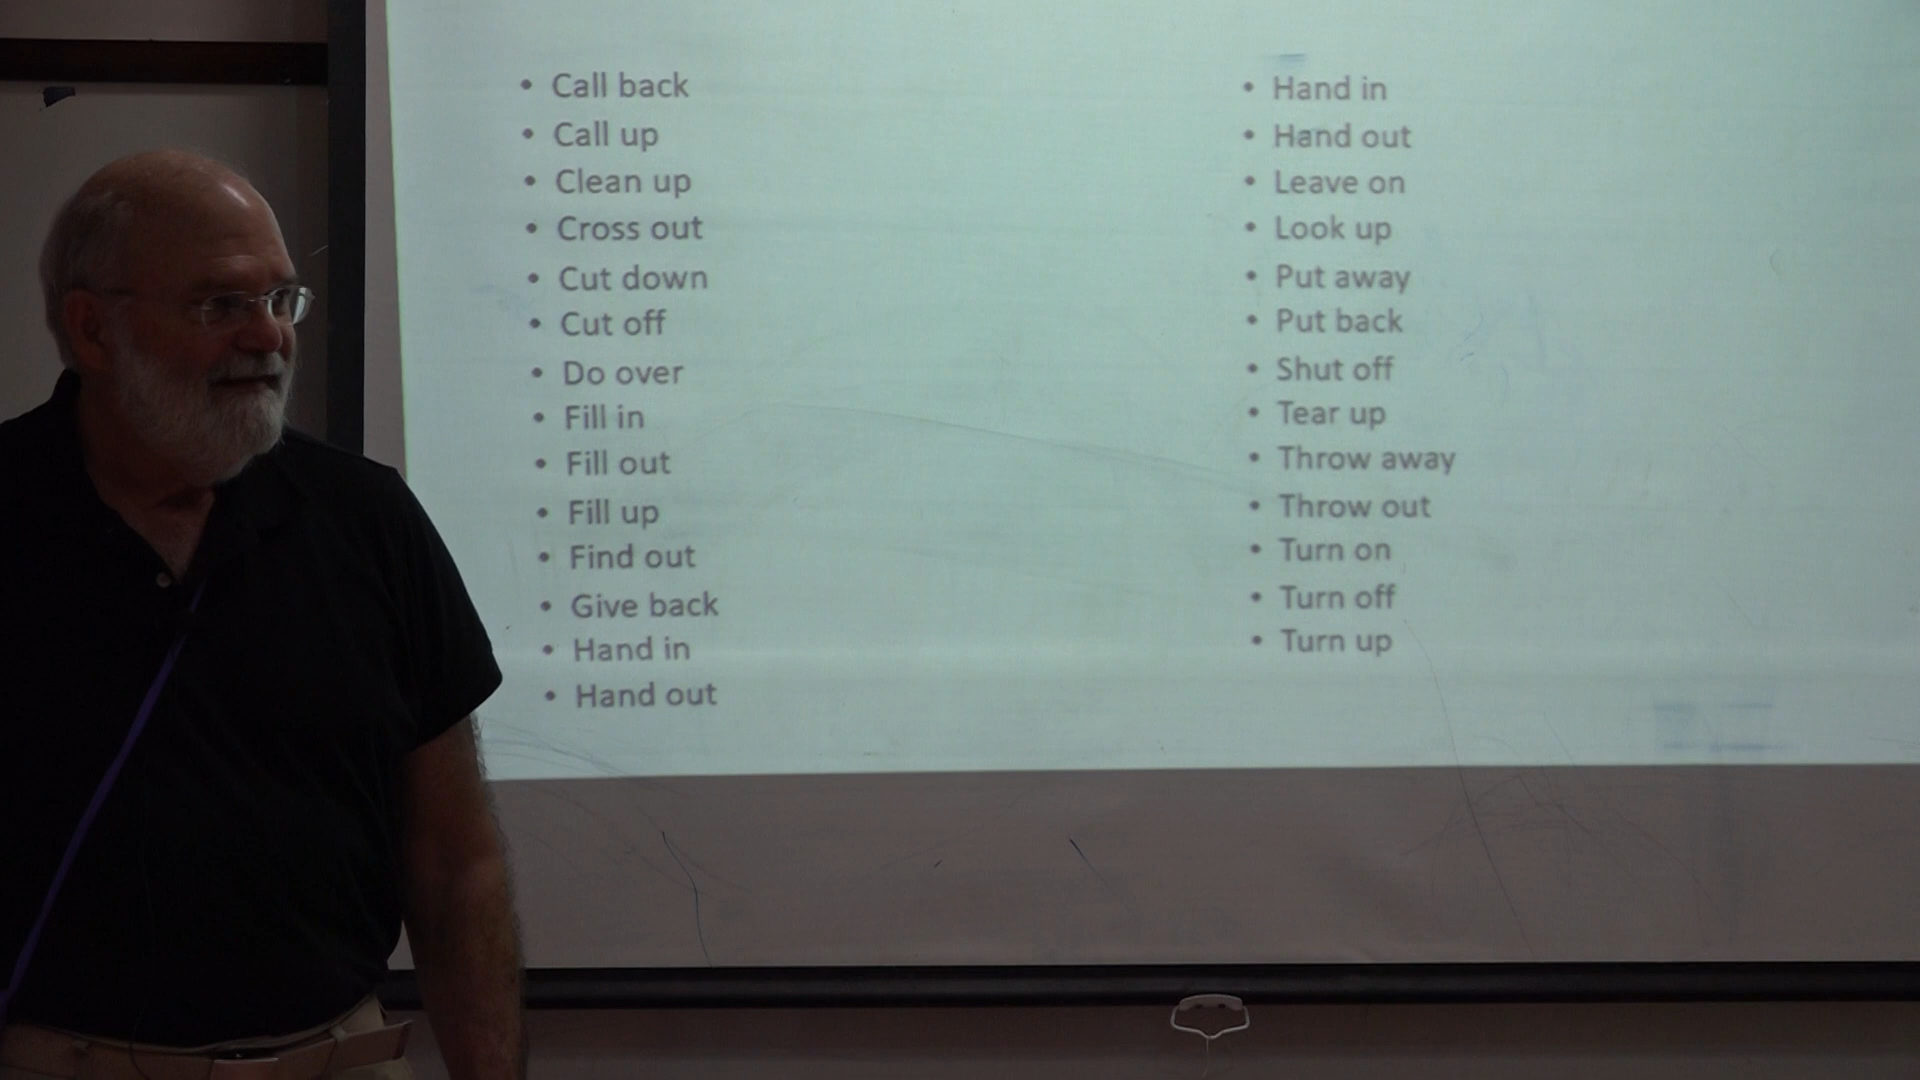 • Call back
• Call up
• Clean up
• Cross out
• Cut down
• Cut off
• Do over
• Fill in
• Fill out
• Fill up
• Find out
• Give back
• Hand in
• Hand out
• Hand in
• Hand out
• Leave on
• Look up
• Put away
• Put back
• Shut off
• Tear up
• Throw away
• Throw out
• Turn on
• Turn off
• Turn up